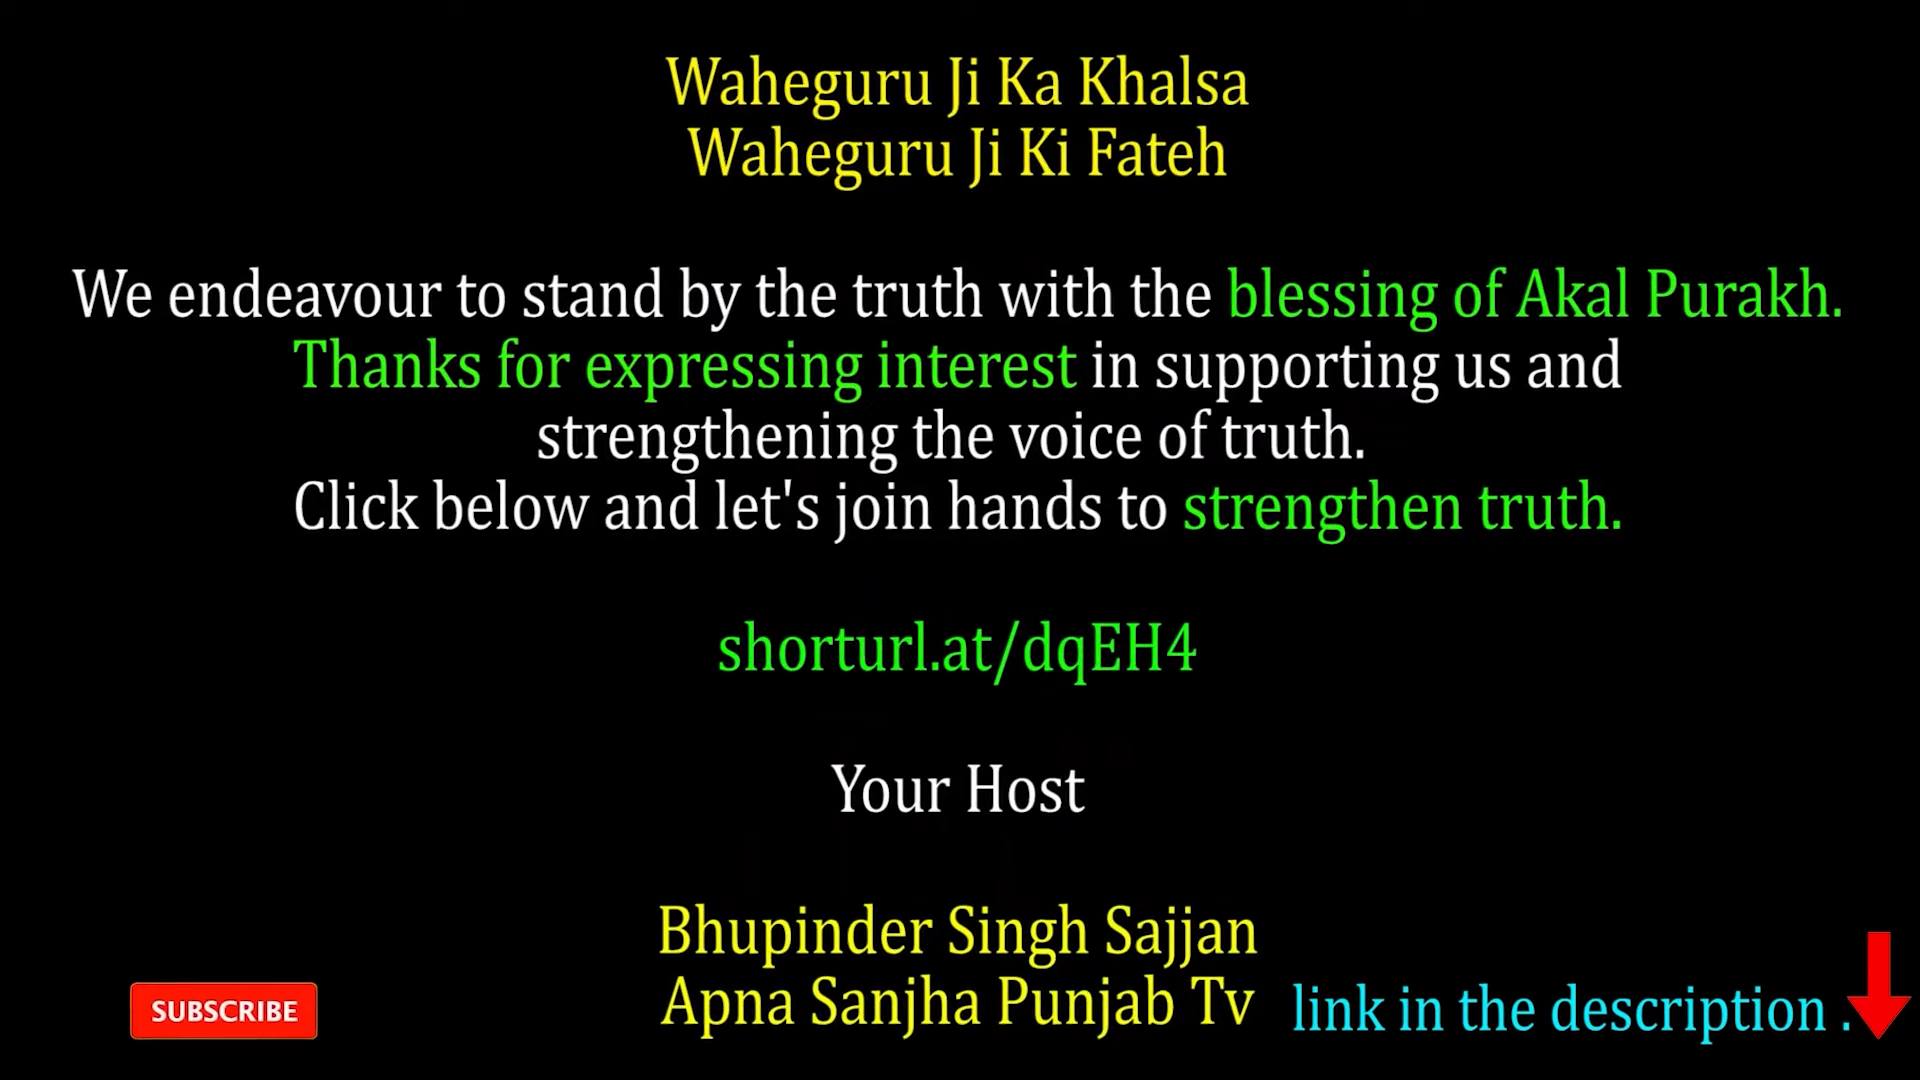 Waheguru Ji Ka Khalsa
Waheguru Ji Ki Fateh
We endeavour to stand by the truth with the blessing of Akal Purakh.
Thanks for expressing interest in supporting us and
strengthening the voice of truth.
Click below and let's join hands to strengthen truth.
shorturl.at/dqEH4
Your Host
Bhupinder Singh Sajjan
Apna Sanjha Punjab Tv
SUBSCRIBE
link in the description .